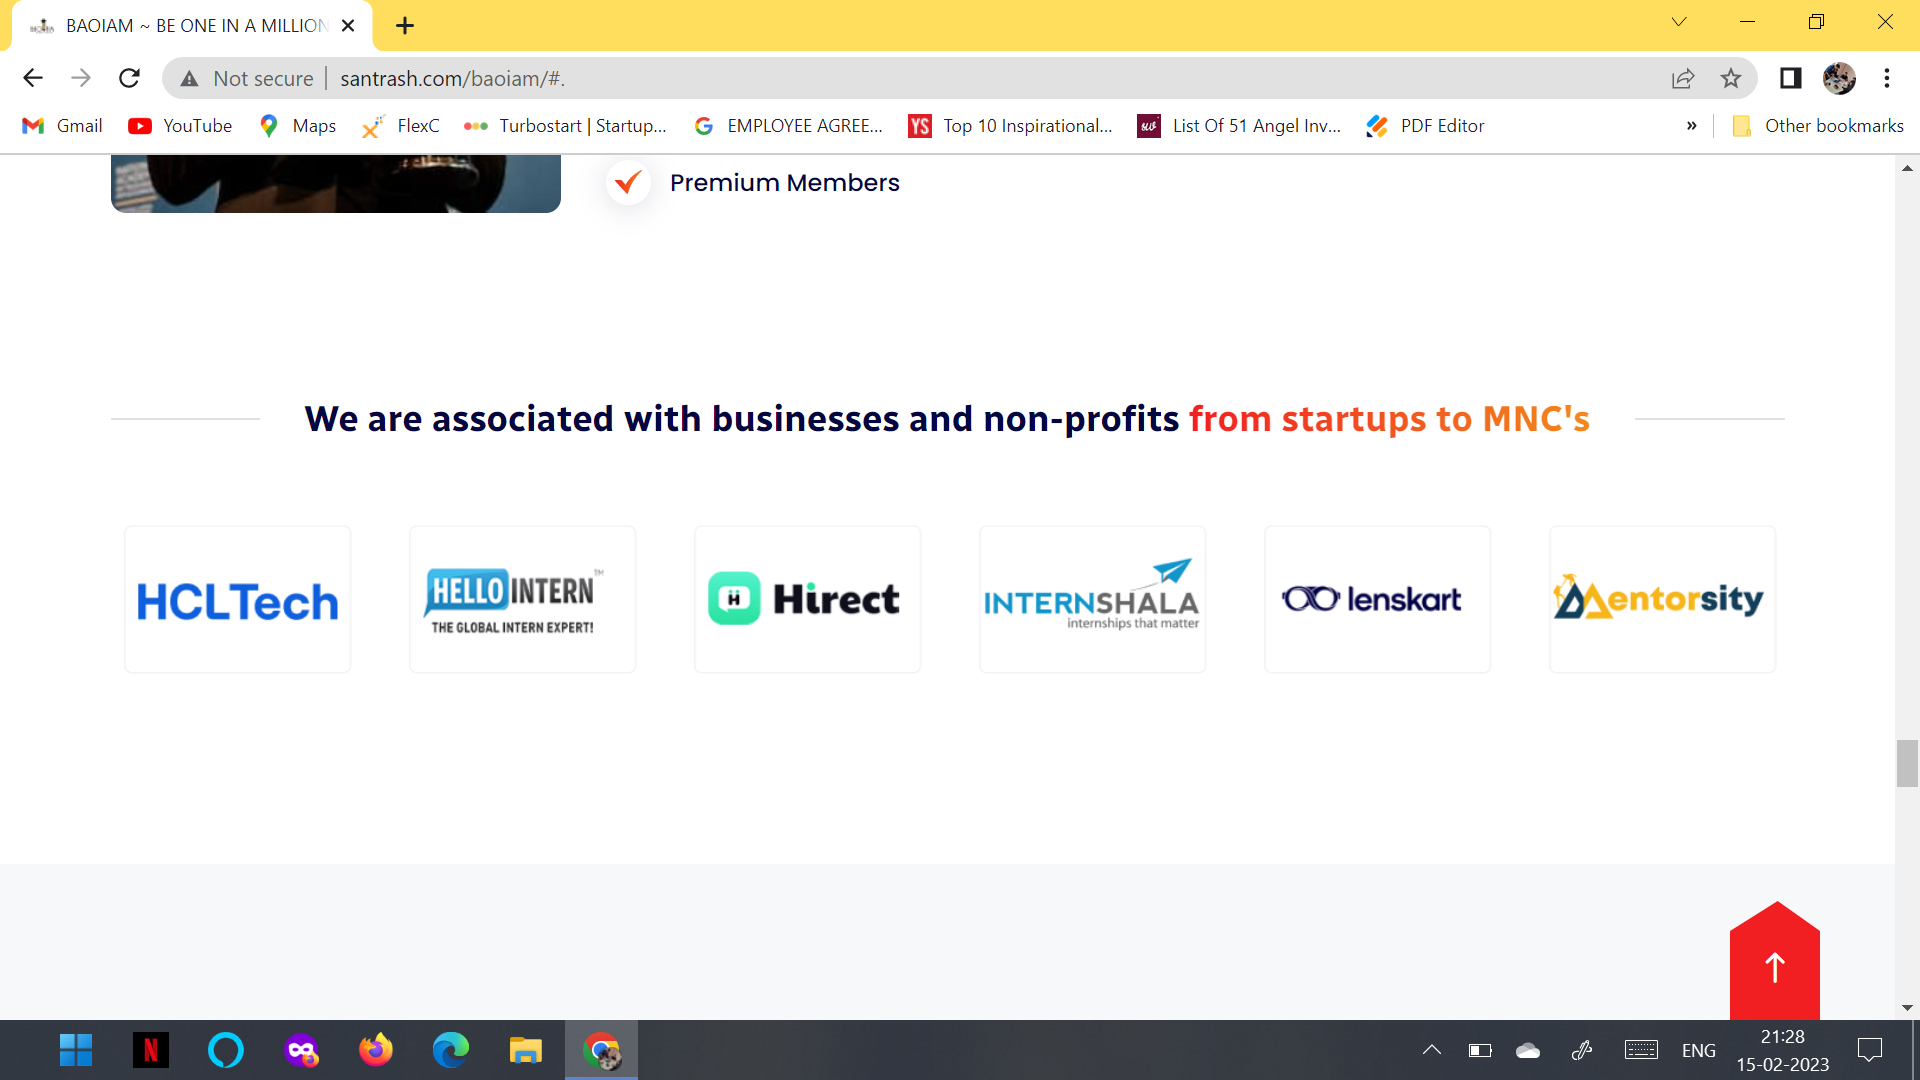 BAOIAM ~ BE ONE IN A MILLION
Not secure | santrash.com/baoiam/#.
Gmail YouTube Maps FlexC Turbostart | Startup... EMPLOYEE AGREE... Top 10 Inspirational... List Of 51 Angel Inv... PDF Editor » Other bookmarks
Premium Members
We are associated with businesses and non-profits from startups to MNC's
HCLTech
HELLO INTERN™
THE GLOBAL INTERN EXPERT!
Hirect
INTERNSHALA
internships that matter
lenskart
Mentorsity
ENG
21:28
15-02-2023